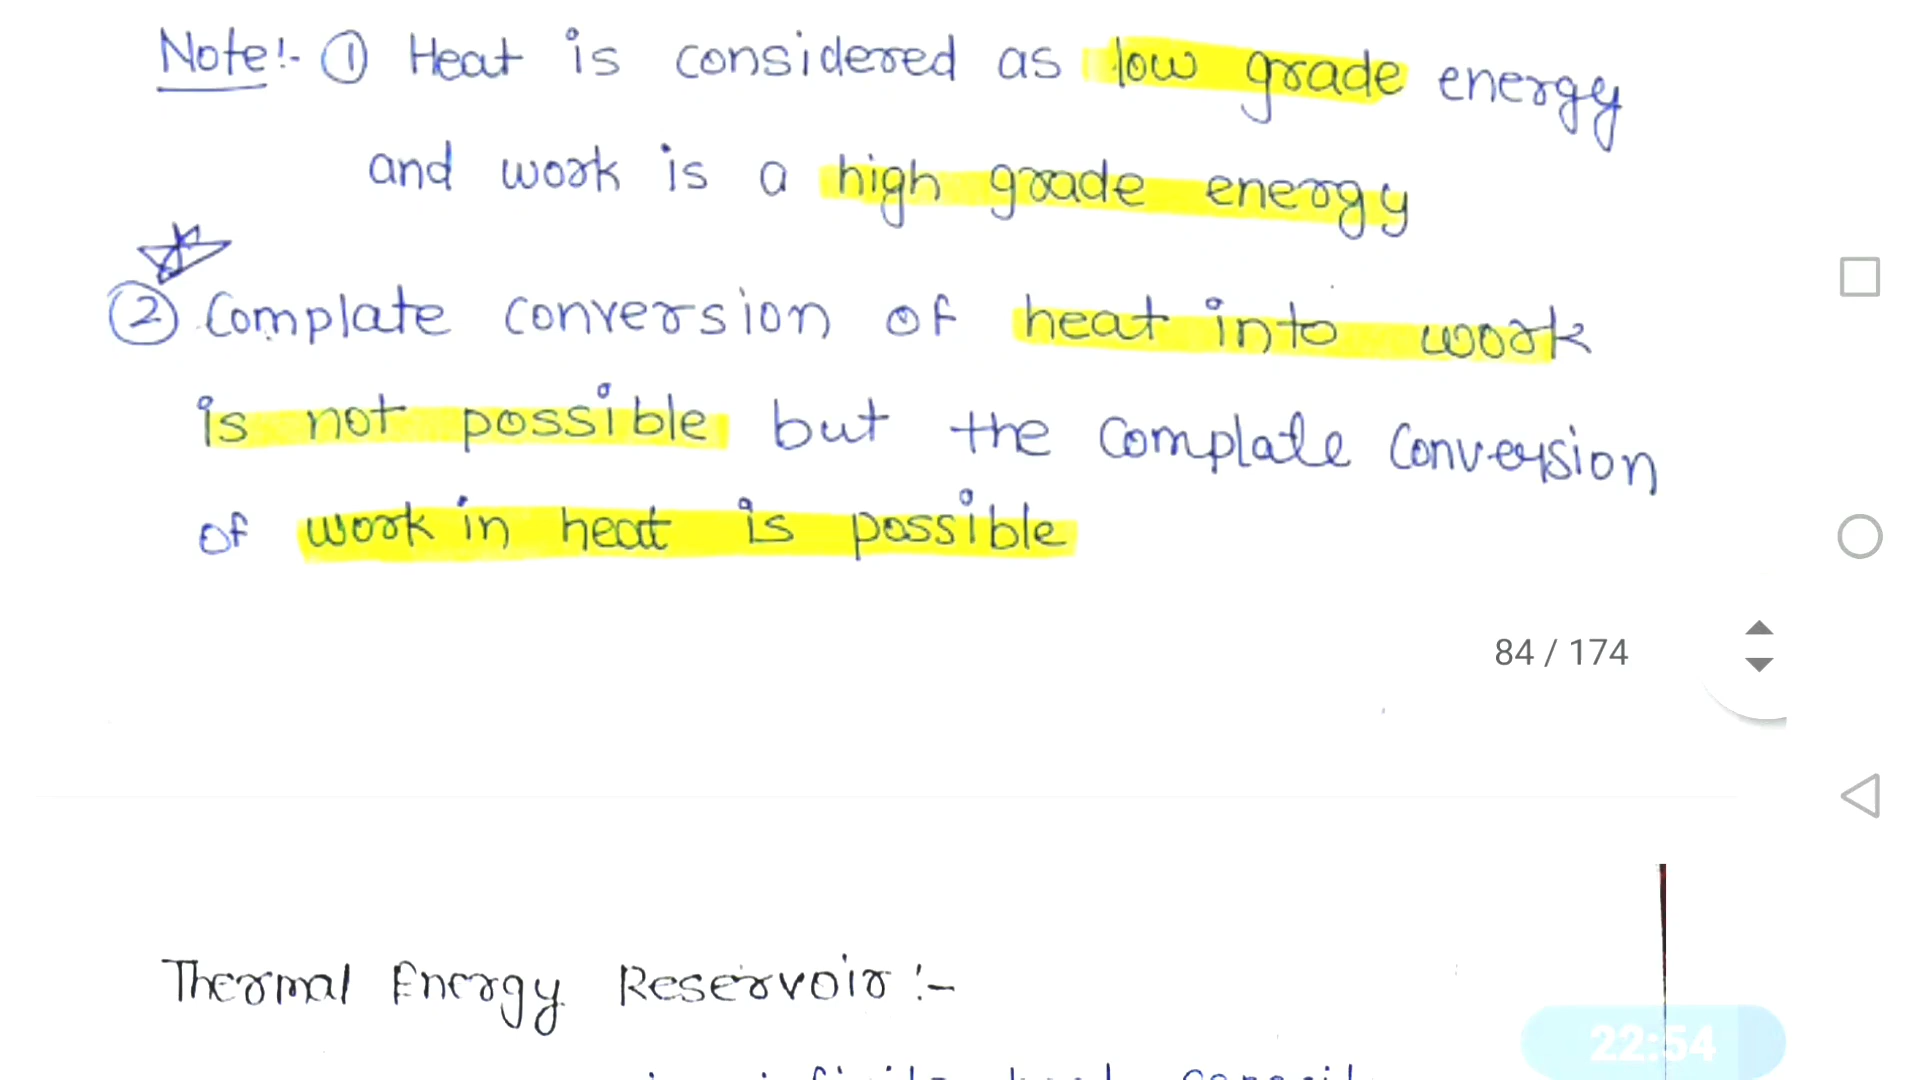 Note:- ① Heat is considered as low grade energy
and work is a high grade energy
② Complate conversion of heat into work
is not possible but the Complate Conversion
of work in heat is possible
84 / 174
Thermal Energy Reservoir :-
22:54